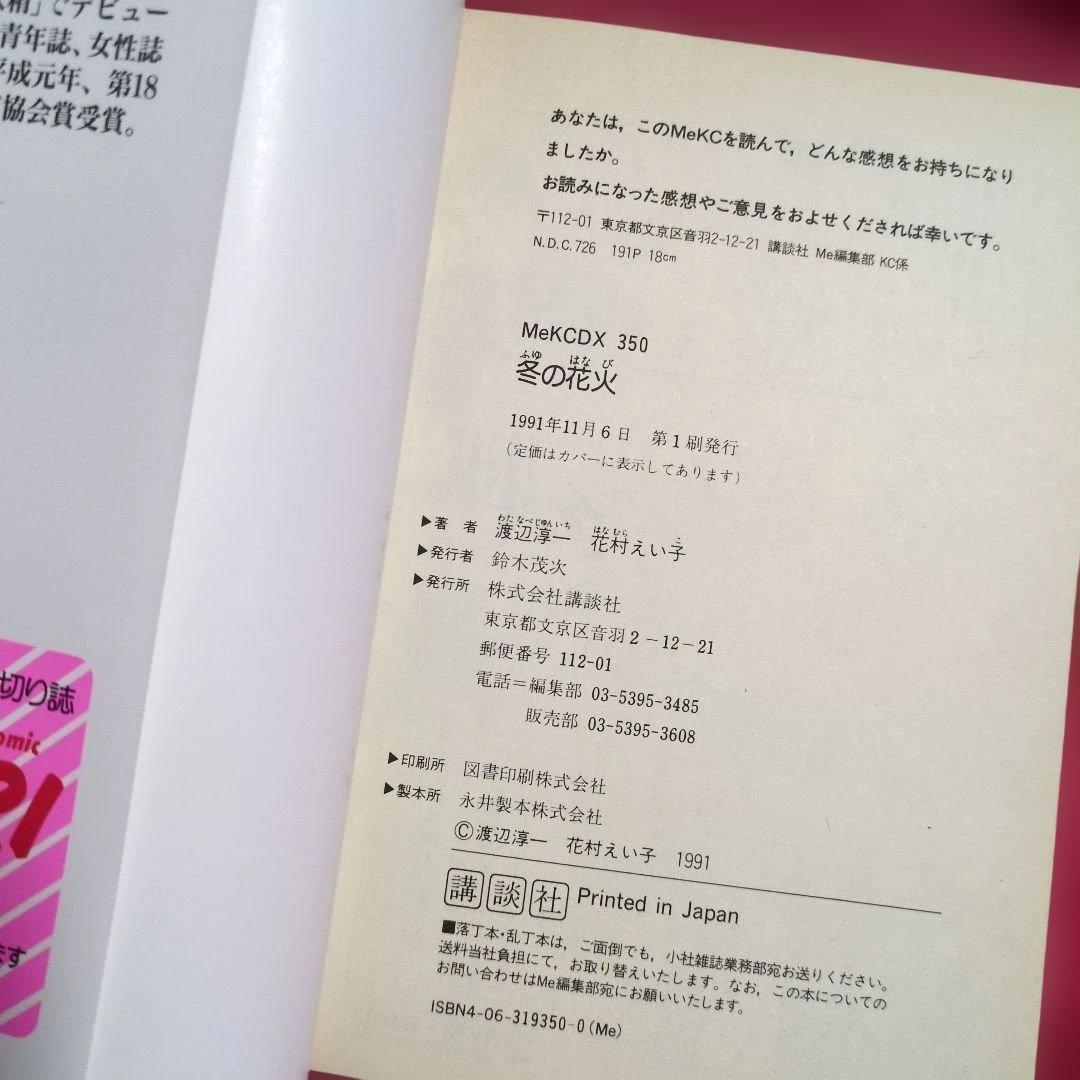 でデビュー
青年誌、女性誌
平成元年、第18
協会賞受賞。
切り誌
omic
ます
あなたは，このMeKCを読んで，どんな感想をお持ちになり
ましたか。
お読みになった感想やご意見をおよせくだされば幸いです。
〒112-01 東京都文京区音羽2-12-21 講談社 Me編集部 KC係
N.D.C.726 191P 18cm
MeKCDX 350
ふゆ はな び
冬の花火
1991年11月6日 第1刷発行
（定価はカバーに表示してあります）
わたなべじゅんいち はなむら こ
▶著 者 渡辺淳一 花村えい子
▶発行者 鈴木茂次
▶発行所 株式会社講談社
東京都文京区音羽2－12－21
郵便番号 112-01
電話＝編集部 03-5395-3485
販売部 03-5395-3608
▶印刷所 図書印刷株式会社
▶製本所 永井製本株式会社
Ⓒ渡辺淳一 花村えい子 1991
講談社 Printed in Japan
■落丁本・乱丁本は，ご面倒でも，小社雑誌業務部宛お送りください。
送料当社負担にて，お取り替えいたします。なお，この本についての
お問い合わせはMe編集部宛にお願いいたします。
ISBN4-06-319350-0（Me）